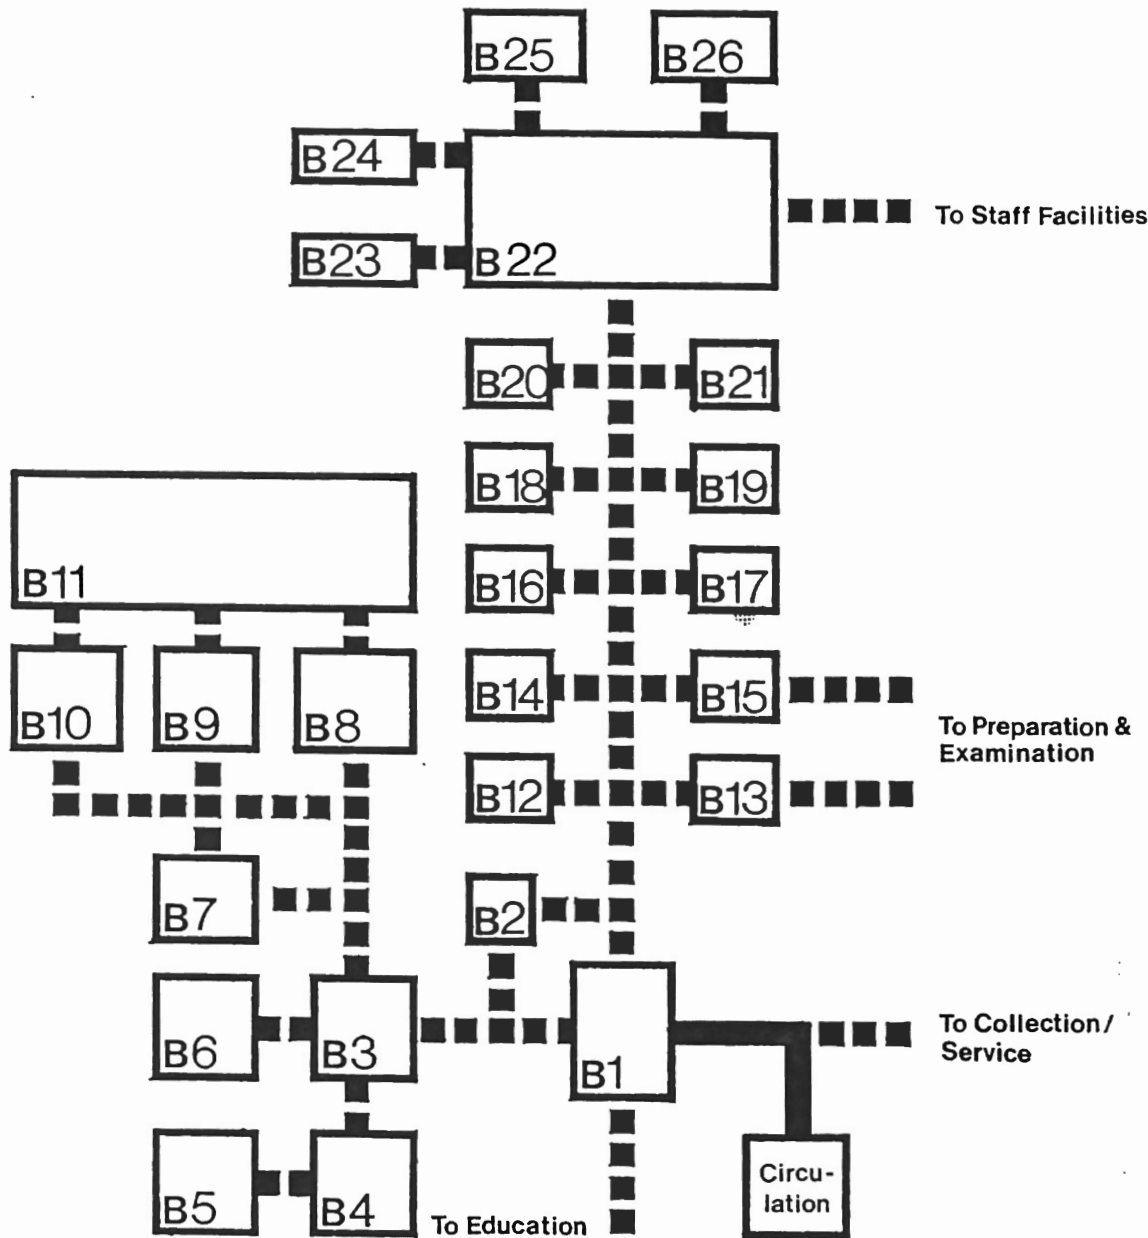 B25
B26
B24
To Staff Facilities
B23
B22
B20
B21
B18
B19
B11
B16
B17
B10
B9
B8
B14
B15
To Preparation &
Examination
B12
B13
B7
B2
B6
B3
B1
To Collection/
Service
B5
B4
To Education
Circu-
lation